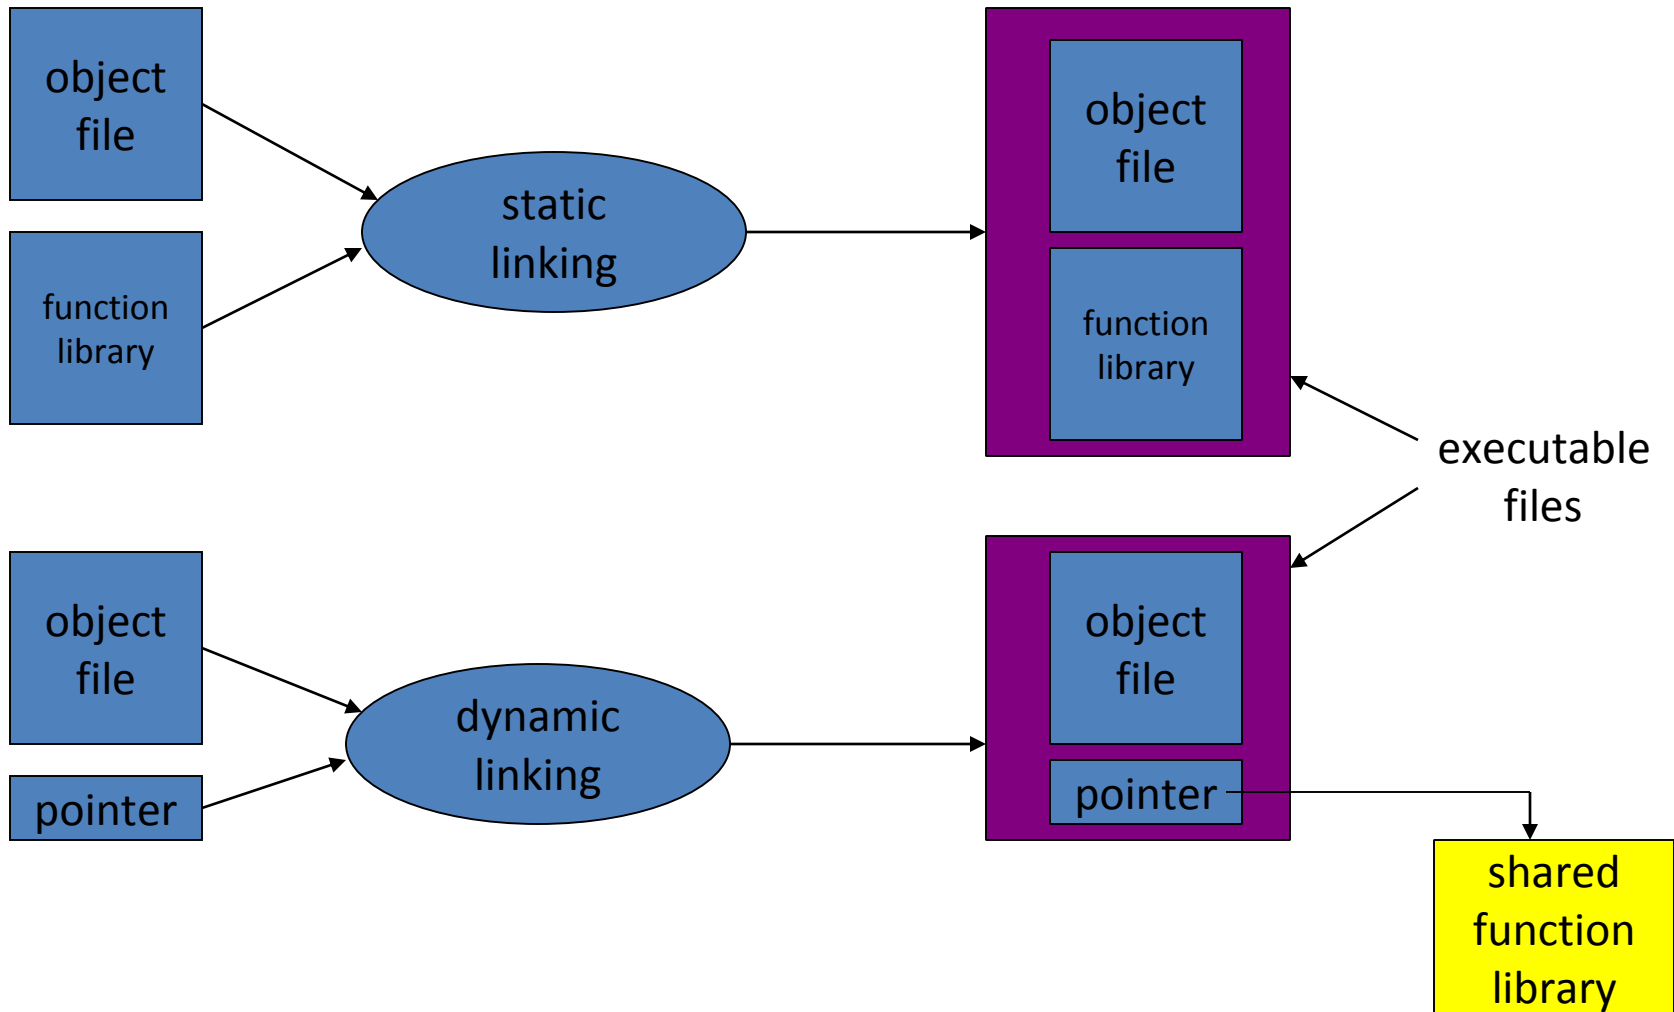 object
file
function
library
static
linking
object
file
function
library
executable
files
object
file
pointer
dynamic
linking
object
file
pointer
shared
function
library